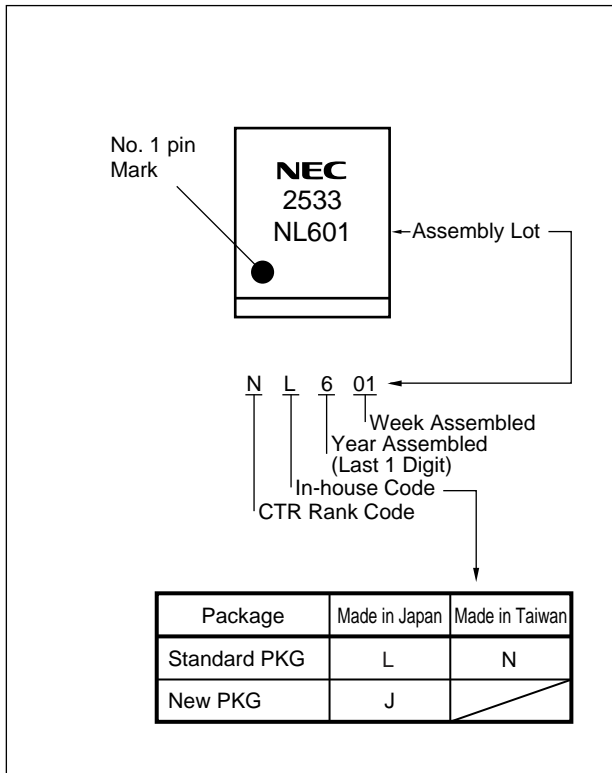 No. 1 pin
Mark
NEC
2533
NL601
Assembly Lot
N L 6 01
Week Assembled
Year Assembled
(Last 1 Digit)
In-house Code
CTR Rank Code
Package Made in Japan Made in Taiwan
Standard PKG L N
New PKG J